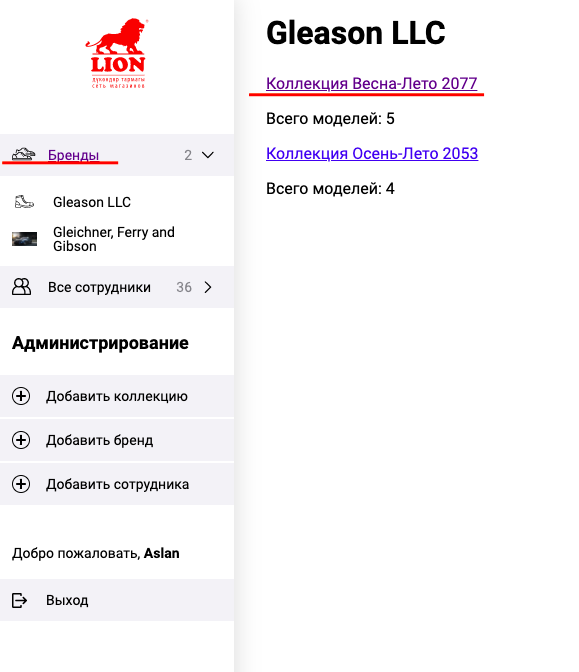 LION
дүкендер тармағы
сеть магазинов
Бренды 2
Gleason LLC
Gleichner, Ferry and
Gibson
Все сотрудники 36
Администрирование
Добавить коллекцию
Добавить бренд
Добавить сотрудника
Добро пожаловать, Aslan
Выход
Gleason LLC
Коллекция Весна-Лето 2077
Всего моделей: 5
Коллекция Осень-Лето 2053
Всего моделей: 4